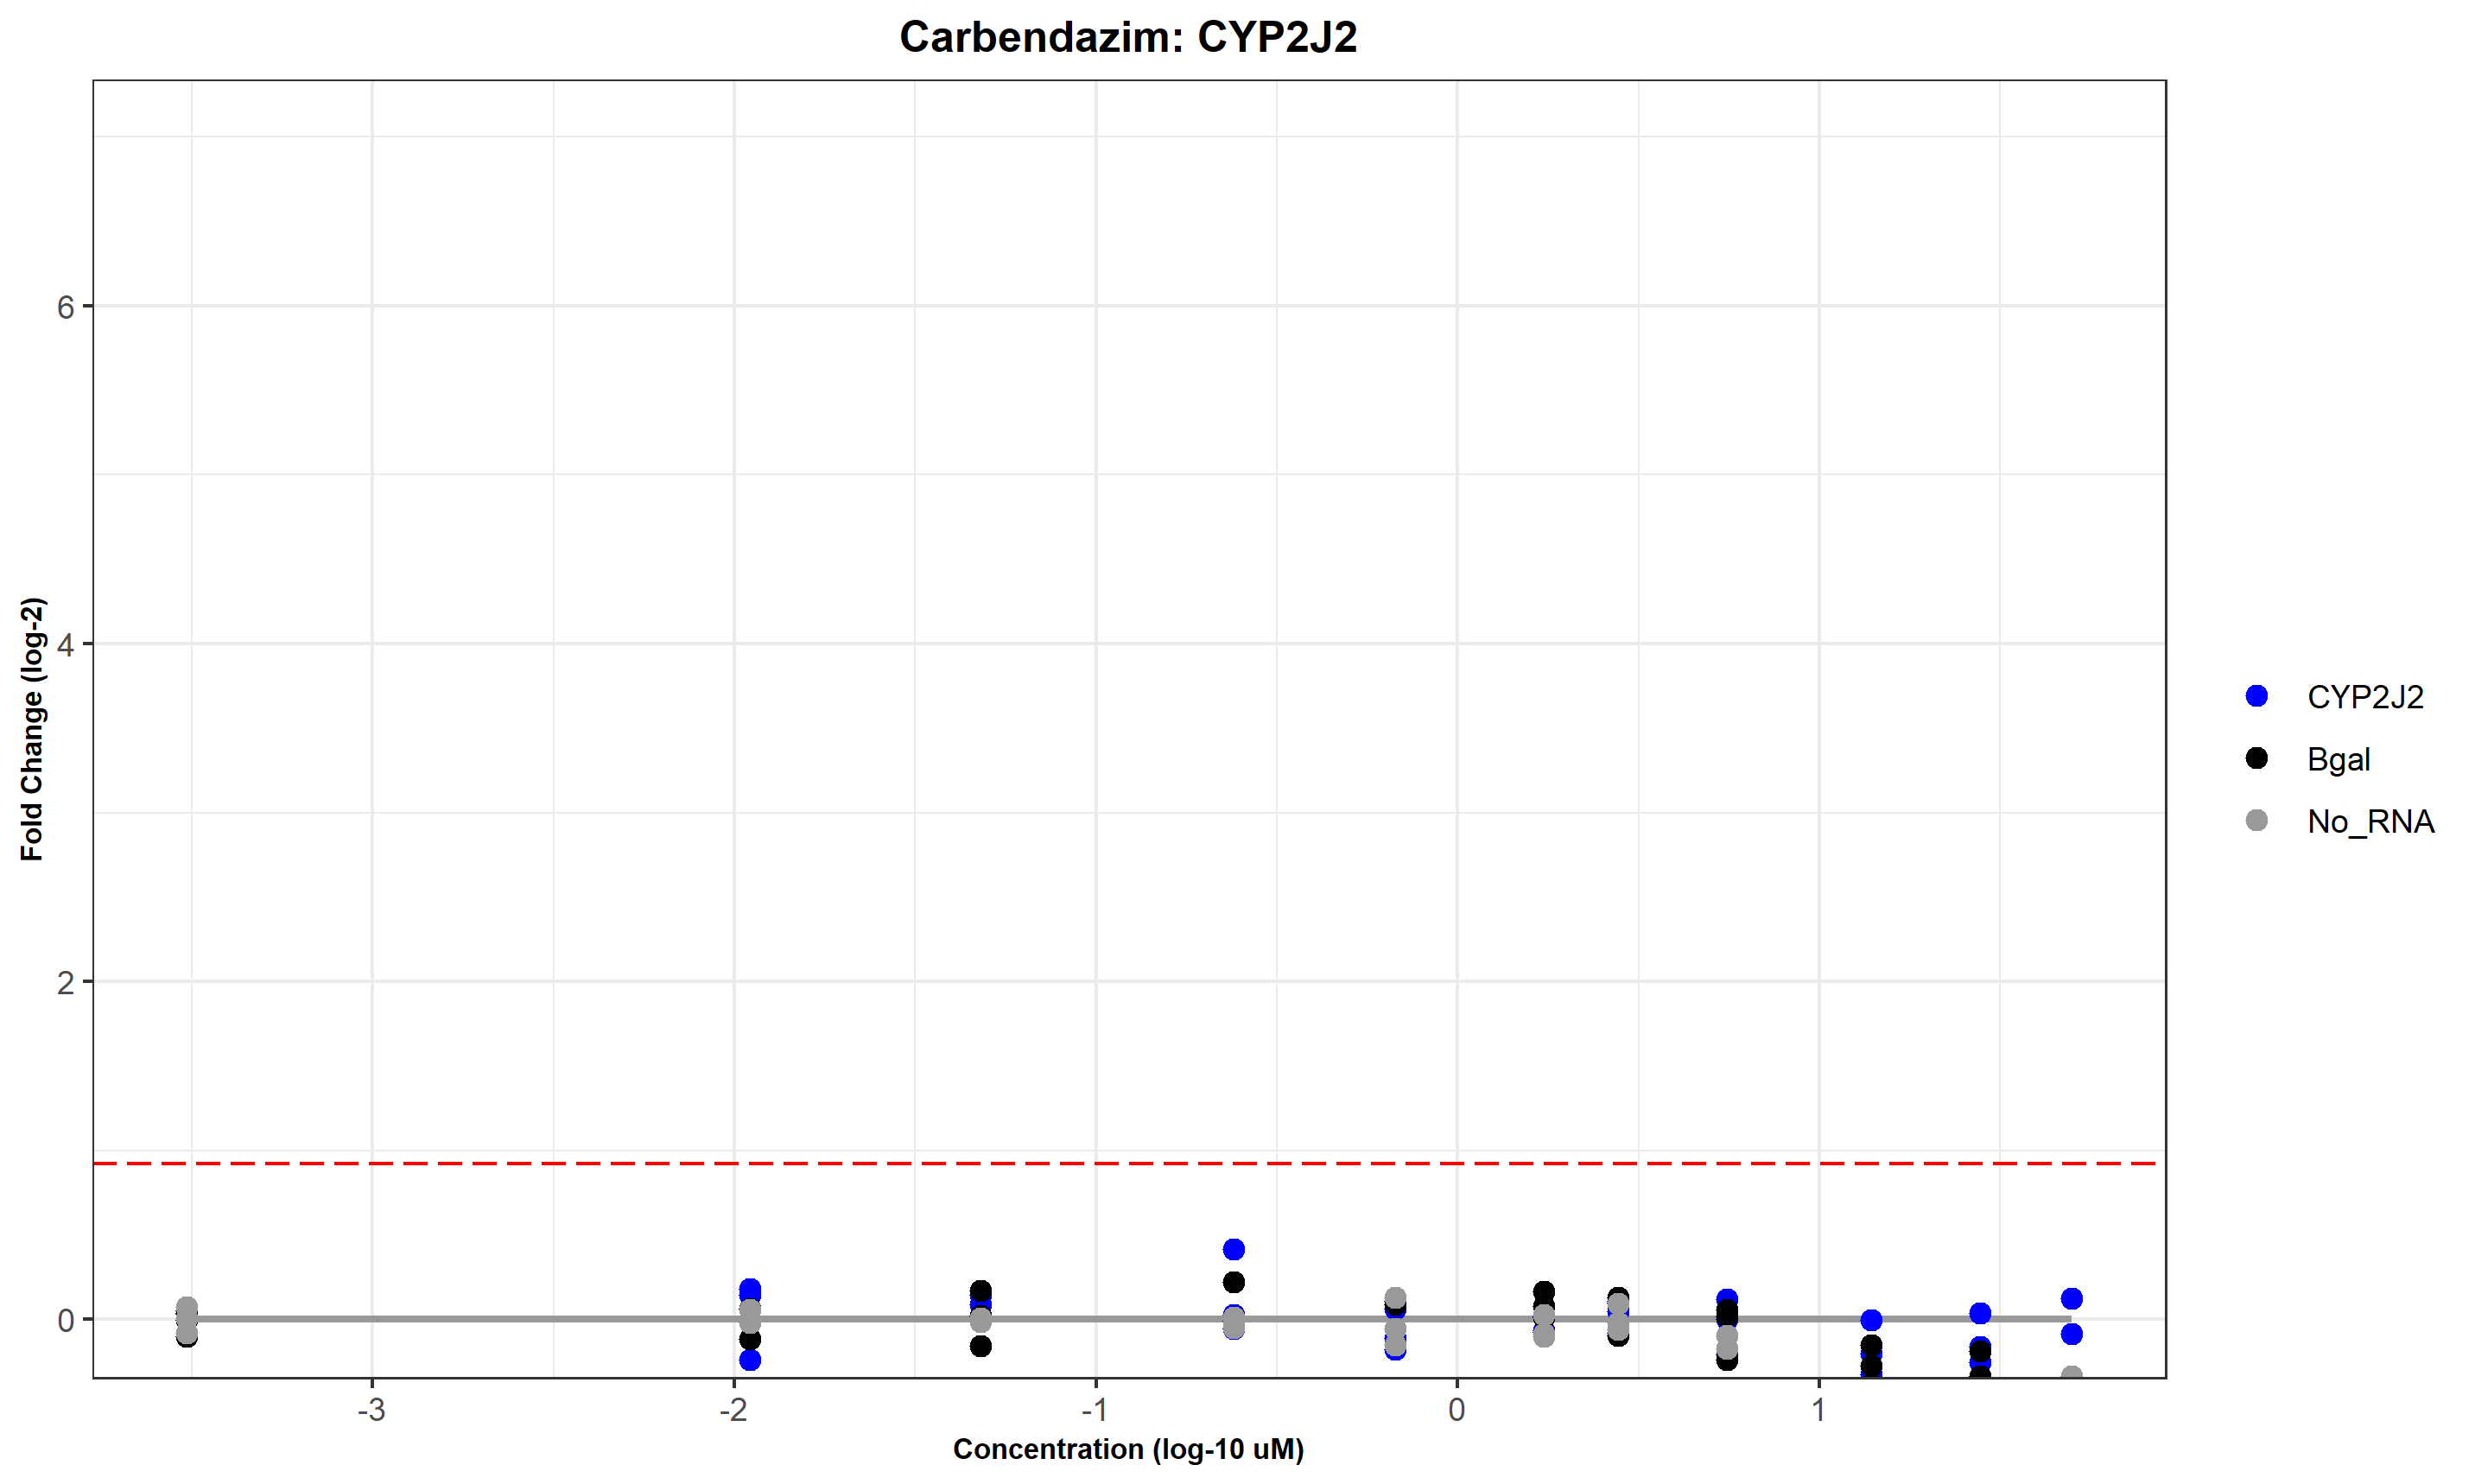 Carbendazim: CYP2J2
Fold Change (log-2)
6
4
2
0
-3
-2
-1
0
1
Concentration (log-10 uM)
CYP2J2
Bgal
No_RNA